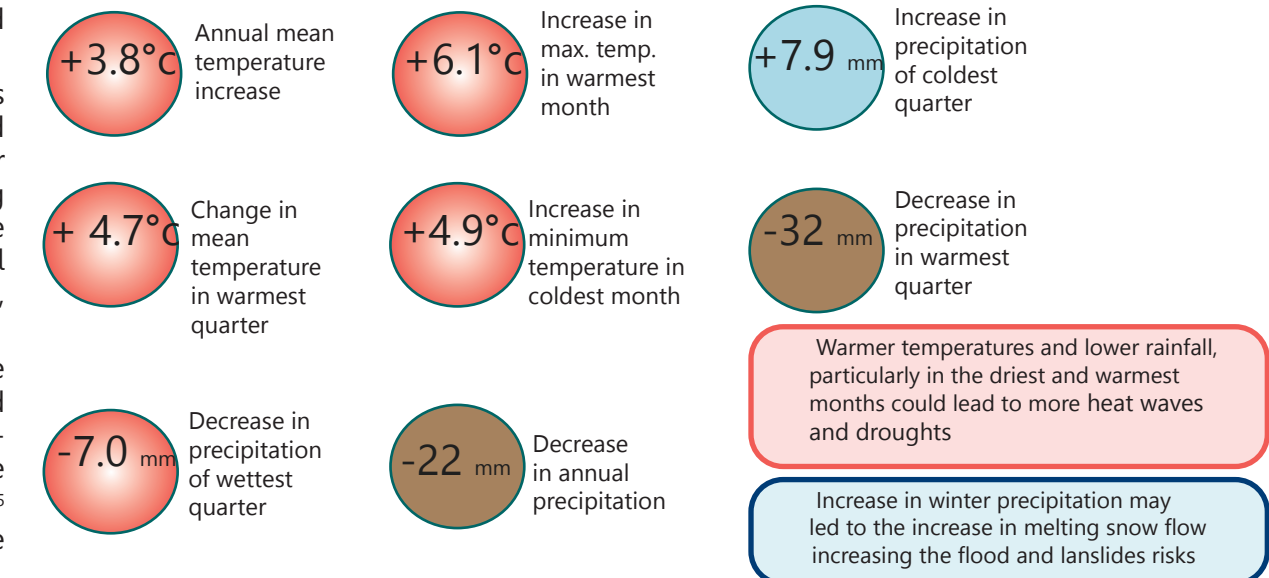 +3.8°c
Annual mean
temperature
increase
+6.1°c
Increase in
max. temp.
in warmest
month
+7.9 mm
Increase in
precipitation
of coldest
quarter
+ 4.7°c
Change in
mean
temperature
in warmest
quarter
+4.9°c
Increase in
minimum
temperature in
coldest month
-32 mm
Decrease in
precipitation
in warmest
quarter
-7.0 mm
Decrease in
precipitation
of wettest
quarter
-22 mm
Decrease
in annual
precipitation
Warmer temperatures and lower rainfall,
particularly in the driest and warmest
months could lead to more heat waves
and droughts
Increase in winter precipitation may
led to the increase in melting snow flow
increasing the flood and lanslides risks